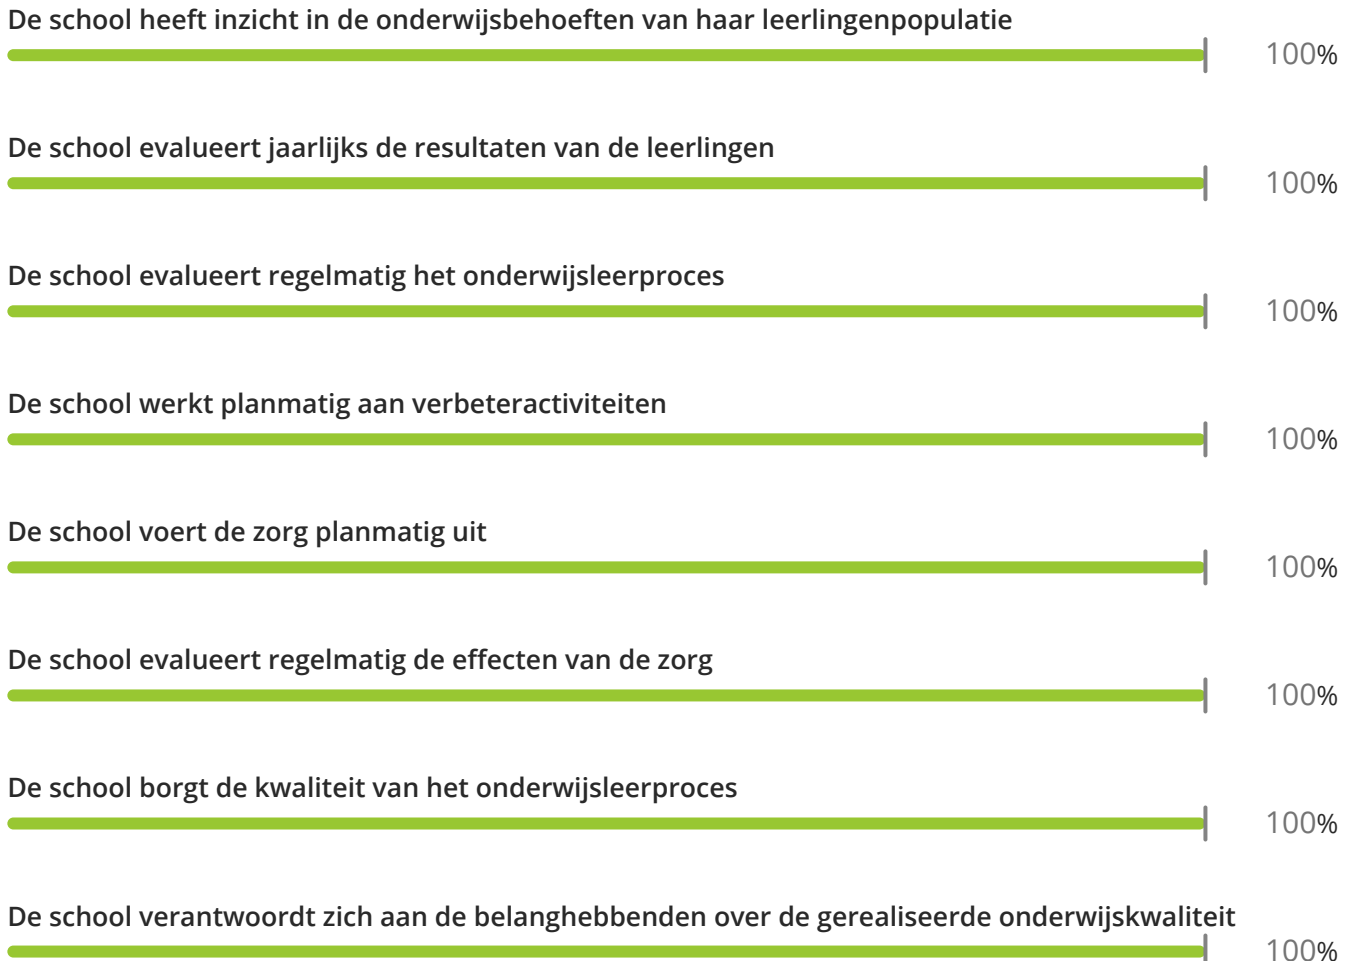 De school heeft inzicht in de onderwijsbehoeften van haar leerlingenpopulatie
100%
De school evalueert jaarlijks de resultaten van de leerlingen
100%
De school evalueert regelmatig het onderwijsleerproces
100%
De school werkt planmatig aan verbeteractiviteiten
100%
De school voert de zorg planmatig uit
100%
De school evalueert regelmatig de effecten van de zorg
100%
De school borgt de kwaliteit van het onderwijsleerproces
100%
De school verantwoordt zich aan de belanghebbenden over de gerealiseerde onderwijskwaliteit
100%